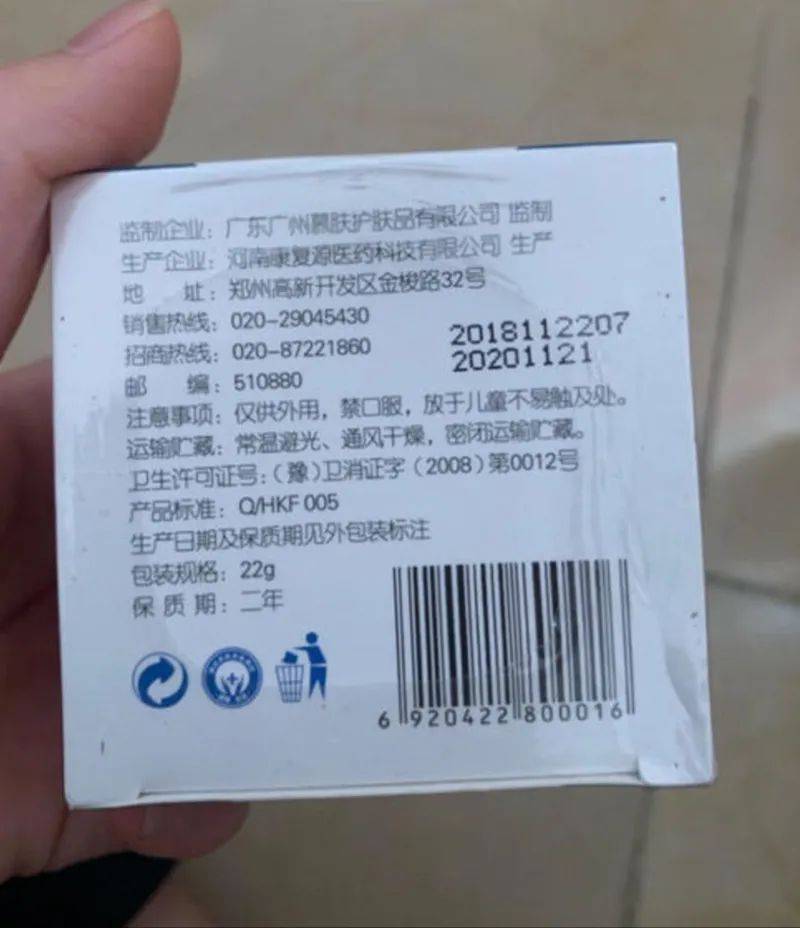 监制企业：广东广州慕肤护肤品有限公司 监制
生产企业：河南康复源医药科技有限公司 生产
地 址：郑州高新开发区金梭路32号
销售热线：020-29045430
招商热线：020-87221860
2018112207
20201121
邮 编：510880
注意事项：仅供外用，禁口服，放于儿童不易触及处。
运输贮藏：常温避光、通风干燥，密闭运输贮藏。
卫生许可证号：（豫）卫消证字（2008）第0012号
产品标准：Q/HKF 005
生产日期及保质期见外包装标注
包装规格：22g
保 质 期：二年
6 920422 800016